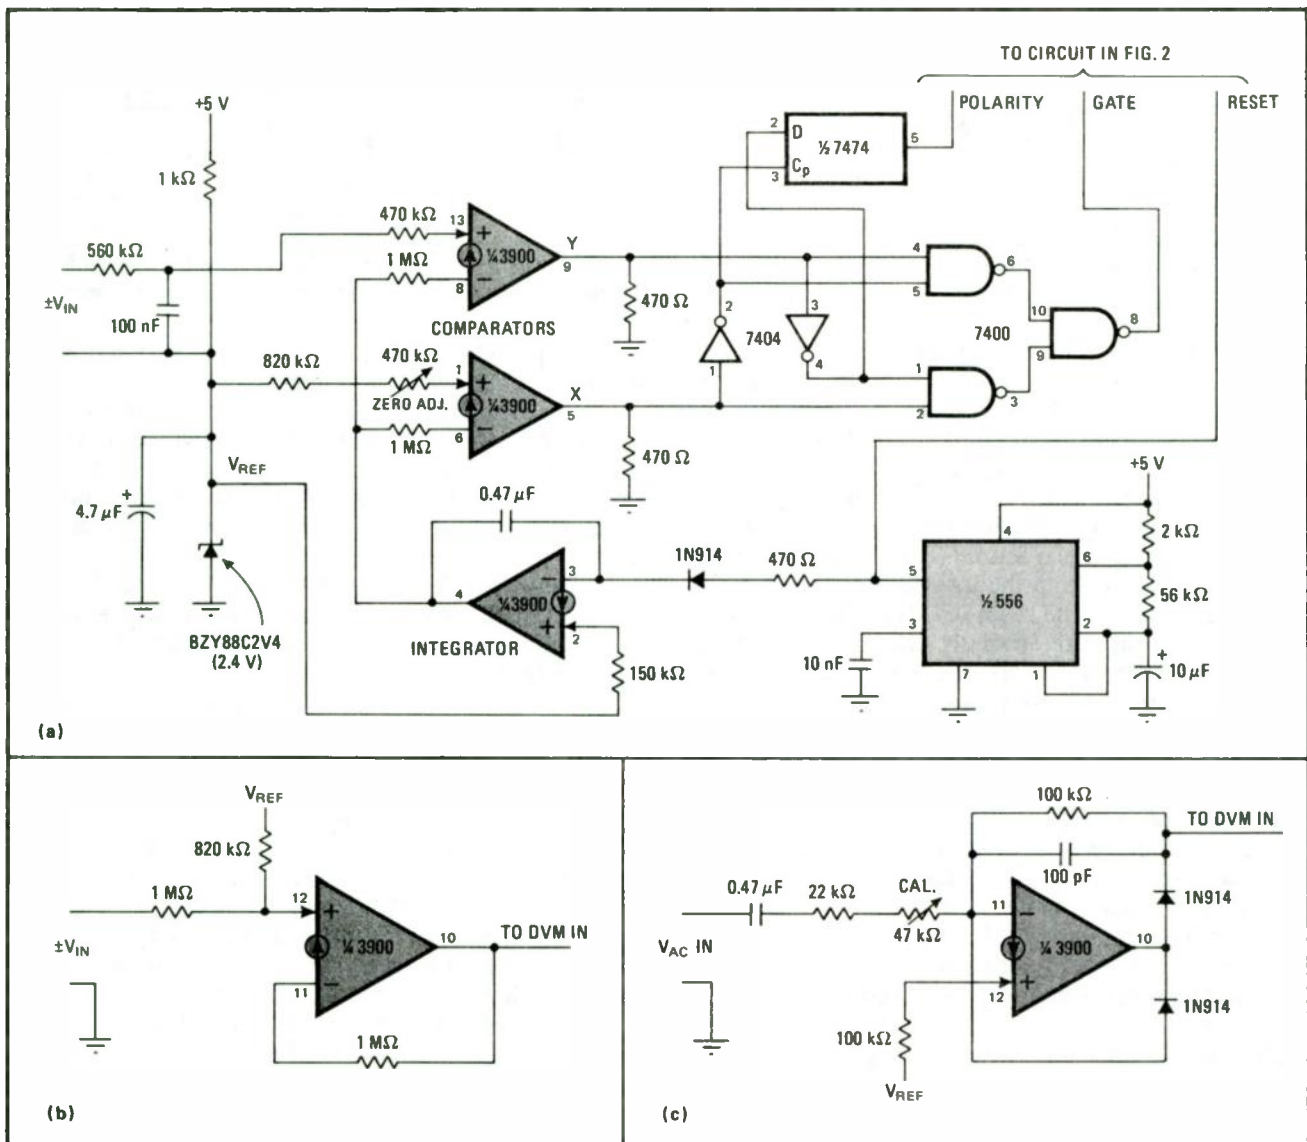 TO CIRCUIT IN FIG. 2
POLARITY
GATE
RESET
+5 V
1 kΩ
560 kΩ
±V_IN
100 nF
470 kΩ
13
+
¼3900
Y
9
1 MΩ
8
−
COMPARATORS
470 Ω
820 kΩ
470 kΩ
ZERO ADJ.
1
+
¼3900
X
5
1 MΩ
6
−
470 Ω
2
D
½ 7474
5
3
C_p
2
7404
1
3
4
4
5
6
7400
10
9
8
1
2
3
V_REF
4.7 μF
+
BZY88C2V4
(2.4 V)
0.47 μF
4
¼3900
−
3
+
2
INTEGRATOR
150 kΩ
1N914
470 Ω
+5 V
4
2 kΩ
5
6
½ 556
56 kΩ
3
2
10 nF
7
1
+
10 μF
(a)
V_REF
820 kΩ
1 MΩ
12
+
¼ 3900
10
TO DVM IN
±V_IN
11
−
1 MΩ
(b)
100 kΩ
TO DVM IN
100 pF
0.47 μF
22 kΩ
CAL.
47 kΩ
11
−
1N914
V_AC IN
¼ 3900
10
12
+
1N914
100 kΩ
V_REF
(c)